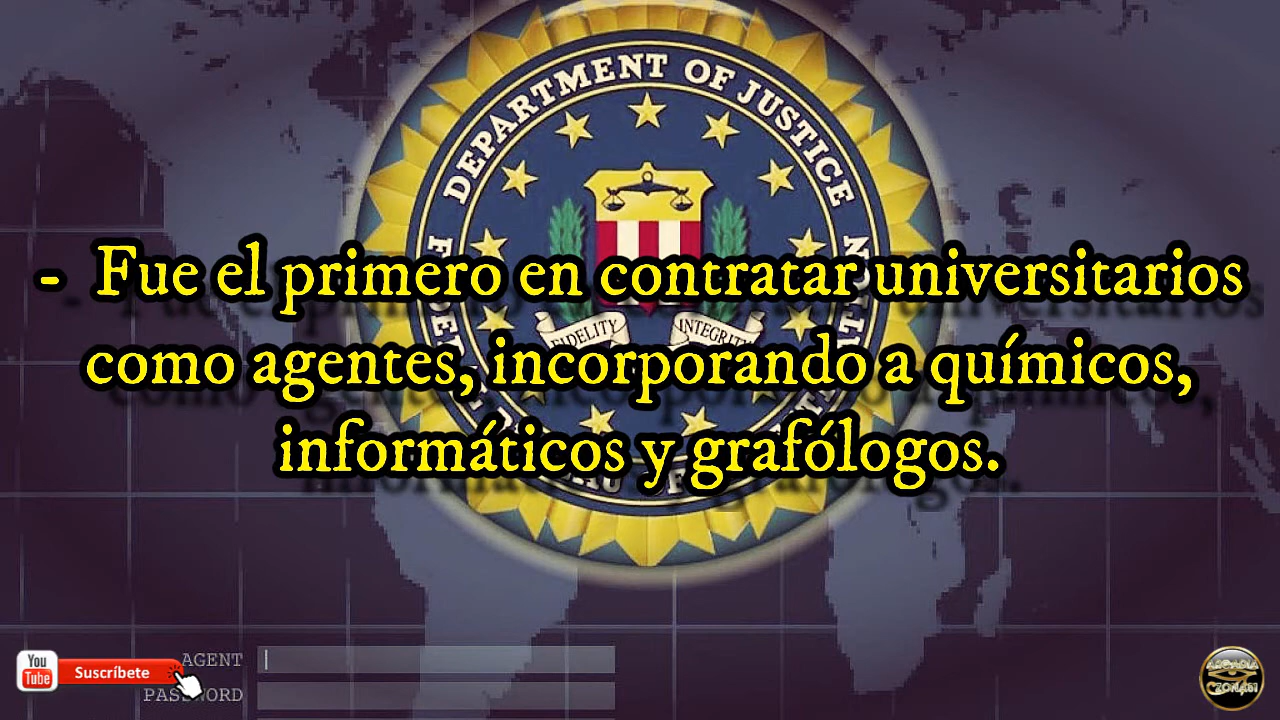 DEPARTMENT OF JUSTICE
- Fue el primero en contratar universitarios
FIDELITY
INTEGRITY
como agentes, incorporando a químicos,
informáticos y grafólogos.
You
Tube
Suscríbete
AGENT
PASSWORD